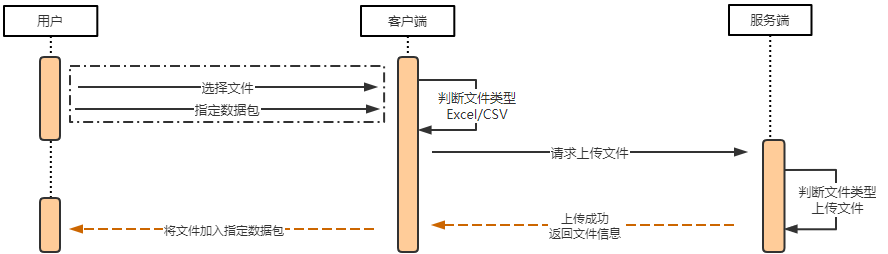 用户
客户端
服务端
选择文件
指定数据包
判断文件类型
Excel/CSV
请求上传文件
判断文件类型
上传文件
上传成功
返回文件信息
将文件加入指定数据包